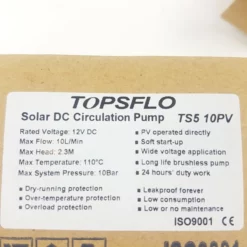 TOPSFLO
Solar DC Circulation Pump TS5 10PV
Rated Voltage: 12V DC
Max Flow: 10L/Min
Max Head: 2.3M
Max Temperature: 110°C
Max System Pressure: 10Bar
• PV operated directly
• Soft start-up
• Wide voltage application
• Long life brushless pump
• 24 hours' duty work
• Dry-running protection
• Over-temperature protection
• Overload protection
• Leakproof forever
• Low consumption
• Low or no maintenance
ISO9001 CE